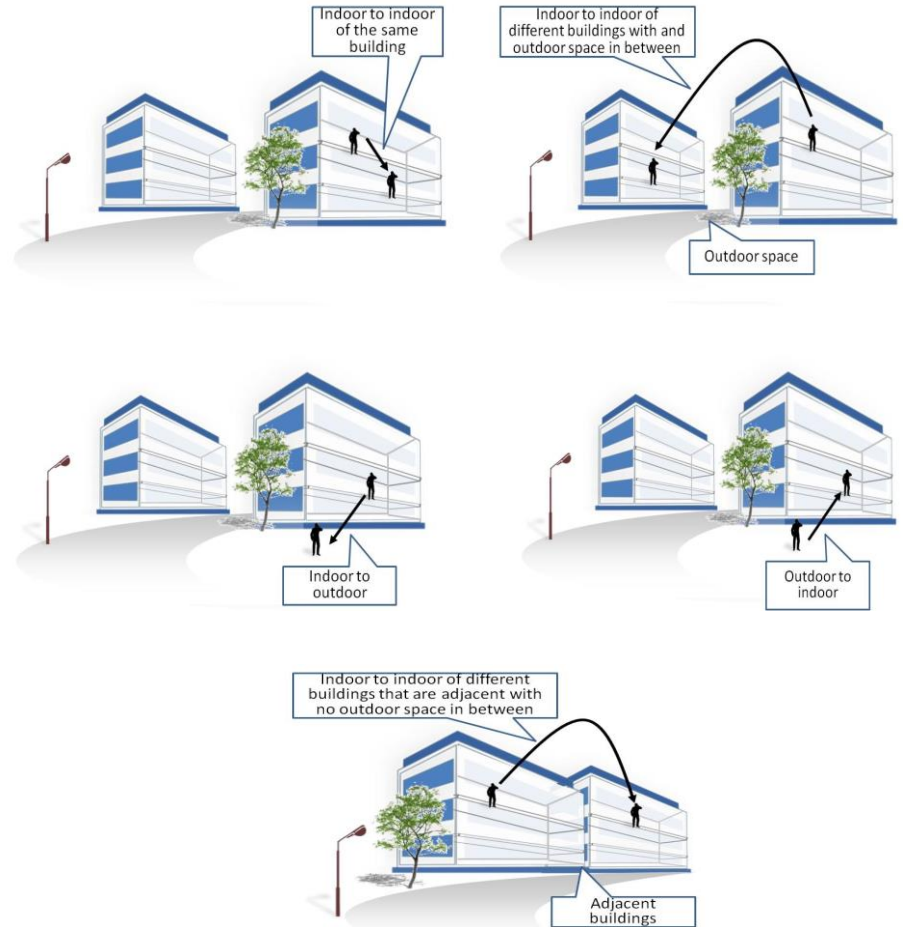 Indoor to indoor
of the same
building
Indoor to indoor of
different buildings with and
outdoor space in between
Outdoor space
Indoor to
outdoor
Outdoor to
indoor
Indoor to indoor of different
buildings that are adjacent with
no outdoor space in between
Adjacent
buildings